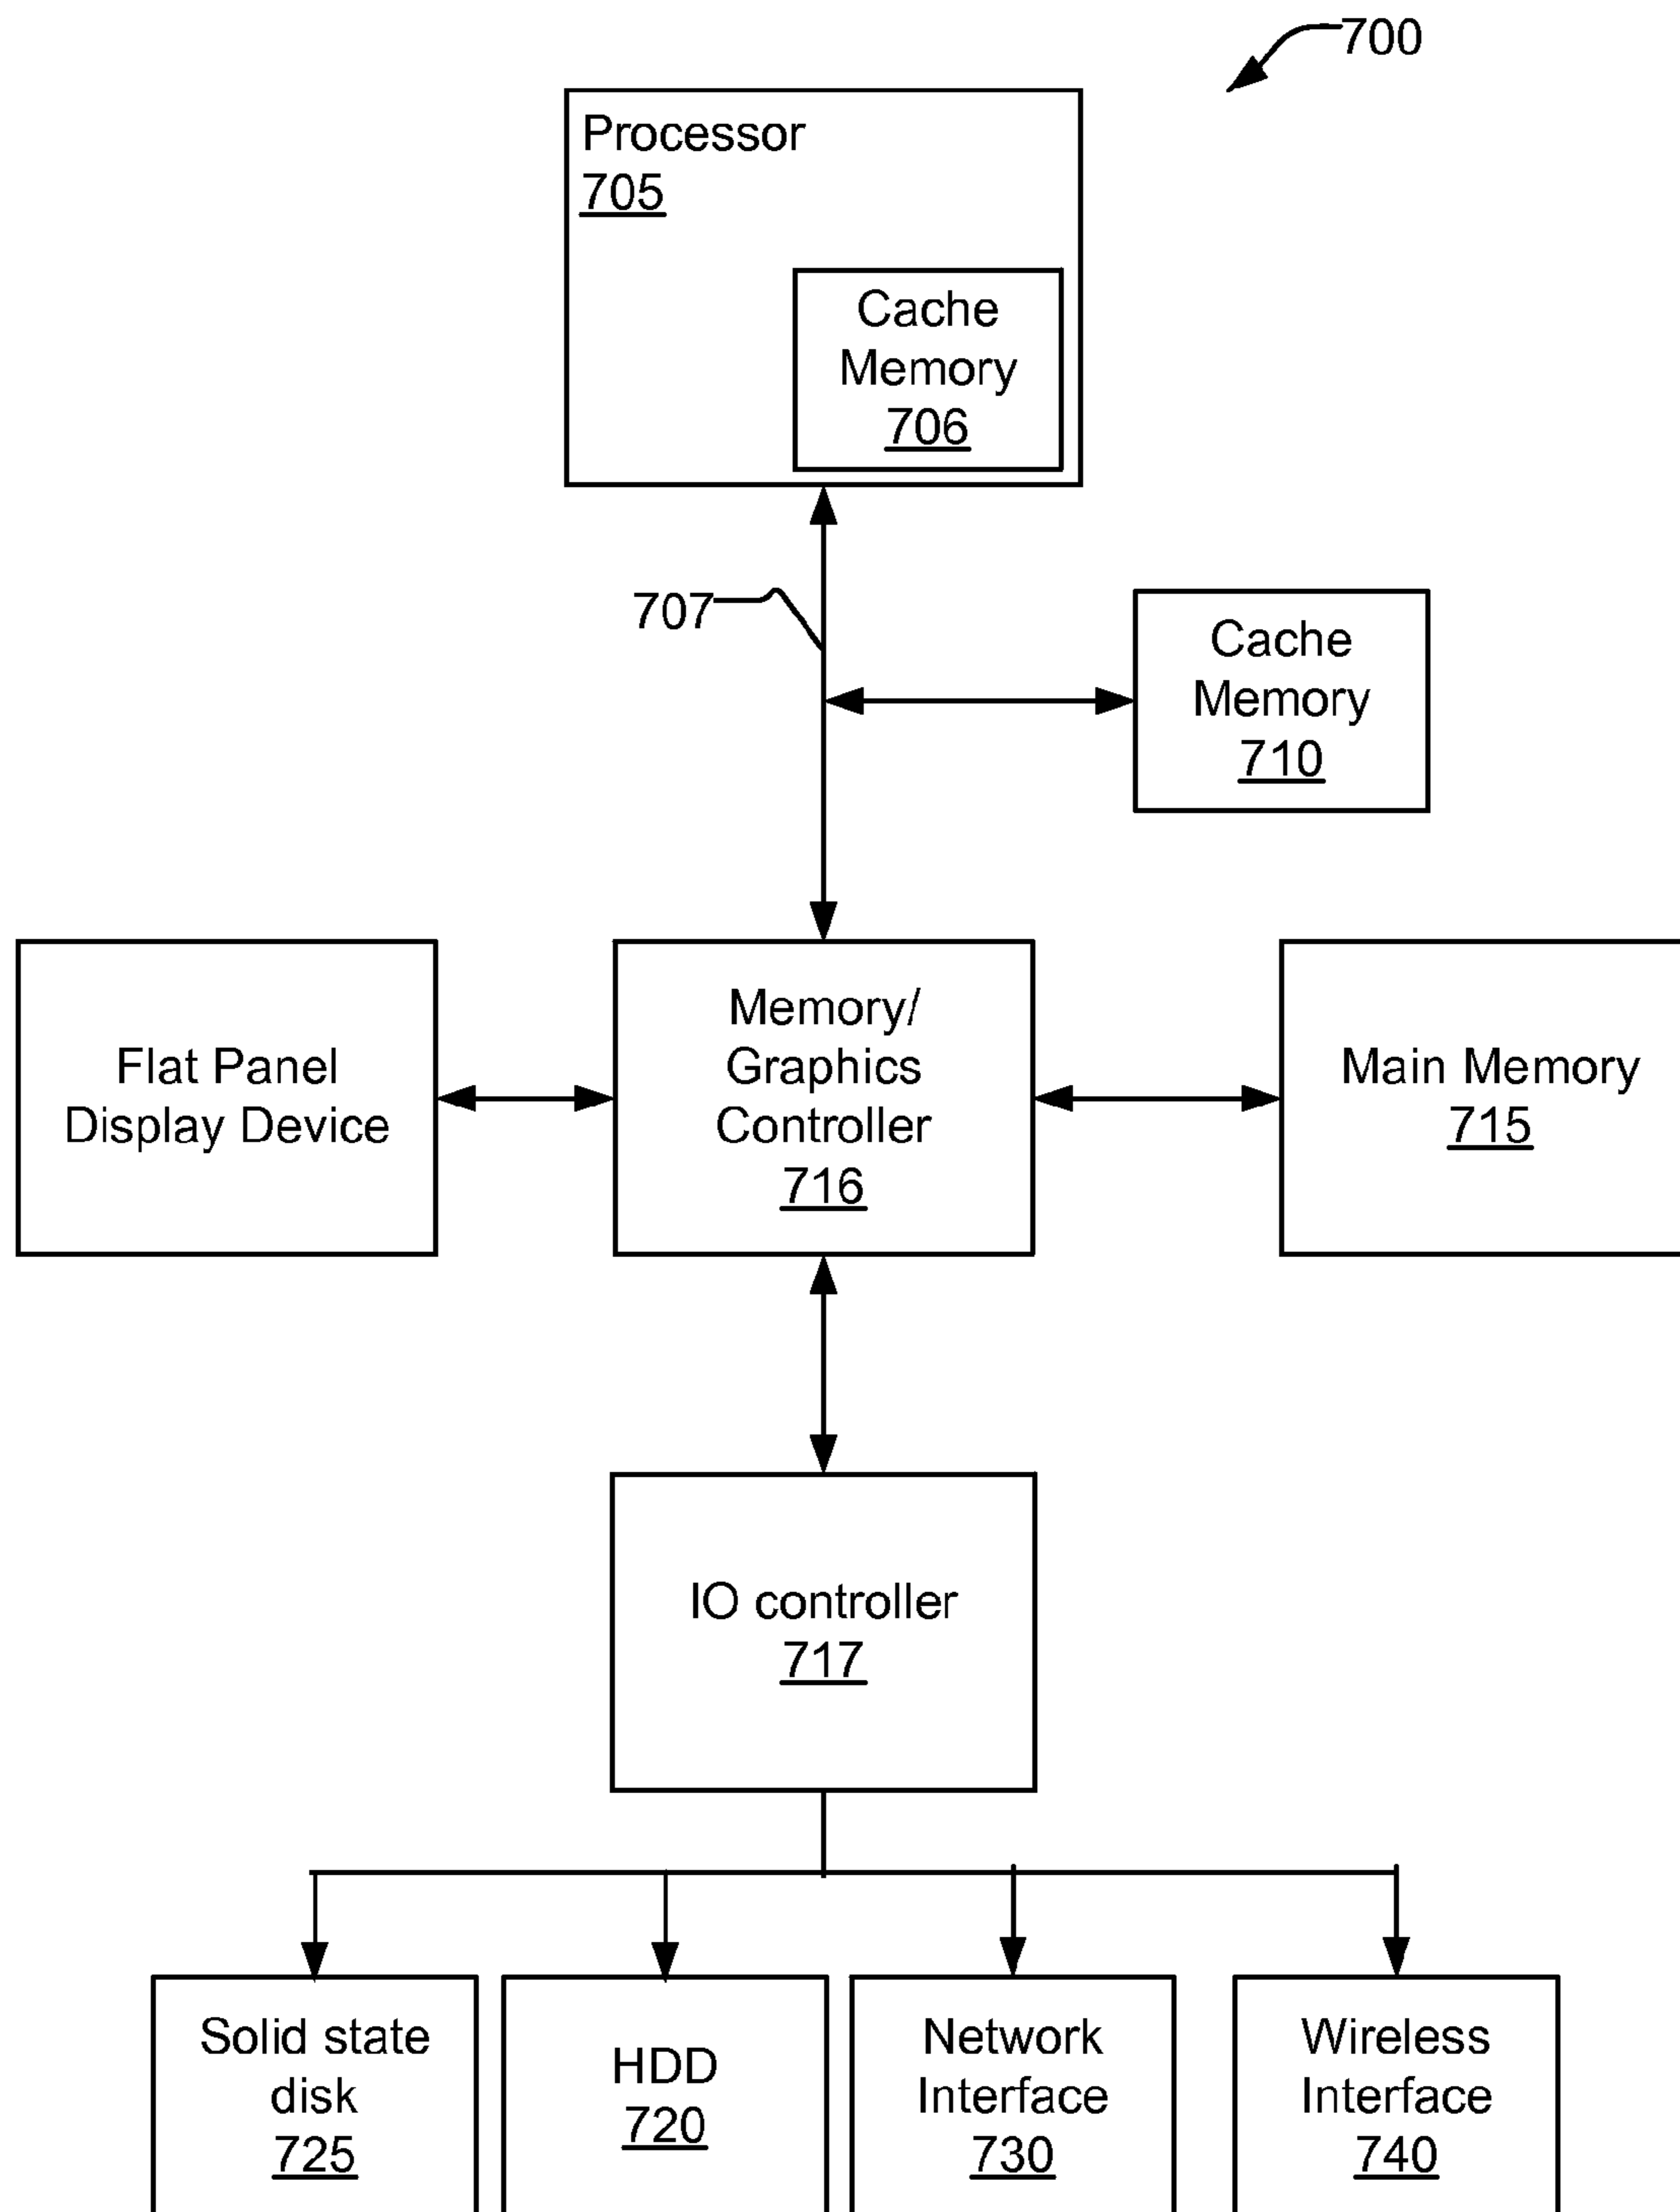 700
Processor
705
Cache
Memory
706
707
Cache
Memory
710
Flat Panel
Display Device
Memory/
Graphics
Controller
716
Main Memory
715
IO controller
717
Solid state
disk
725
HDD
720
Network
Interface
730
Wireless
Interface
740